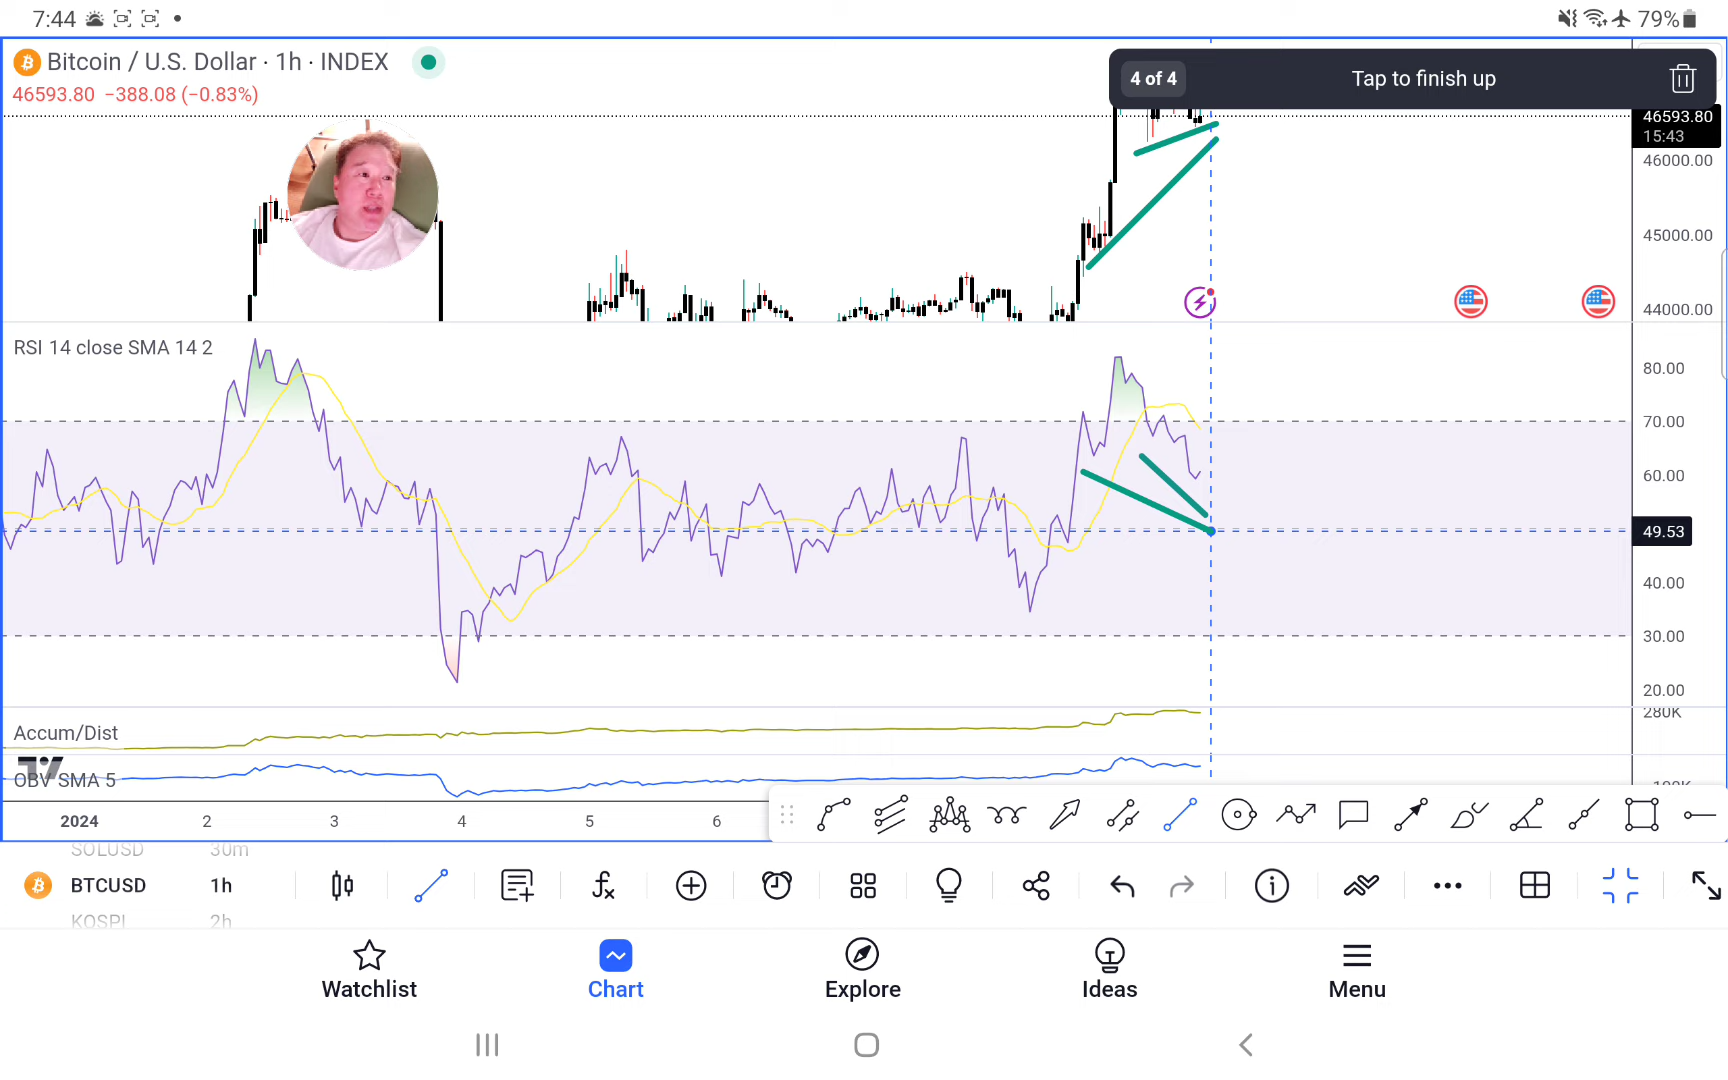 7:44
79%
Bitcoin / U.S. Dollar · 1h · INDEX
46593.80 −388.08 (−0.83%)
4 of 4
Tap to finish up
46593.80
15:43
46000.00
45000.00
44000.00
RSI 14 close SMA 14 2
80.00
70.00
60.00
49.53
40.00
30.00
20.00
280K
Accum/Dist
OBV SMA 5
2024 2 3 4 5 6
SOLUSD 30m
BTCUSD 1h
KOSPI 2h
Watchlist
Chart
Explore
Ideas
Menu